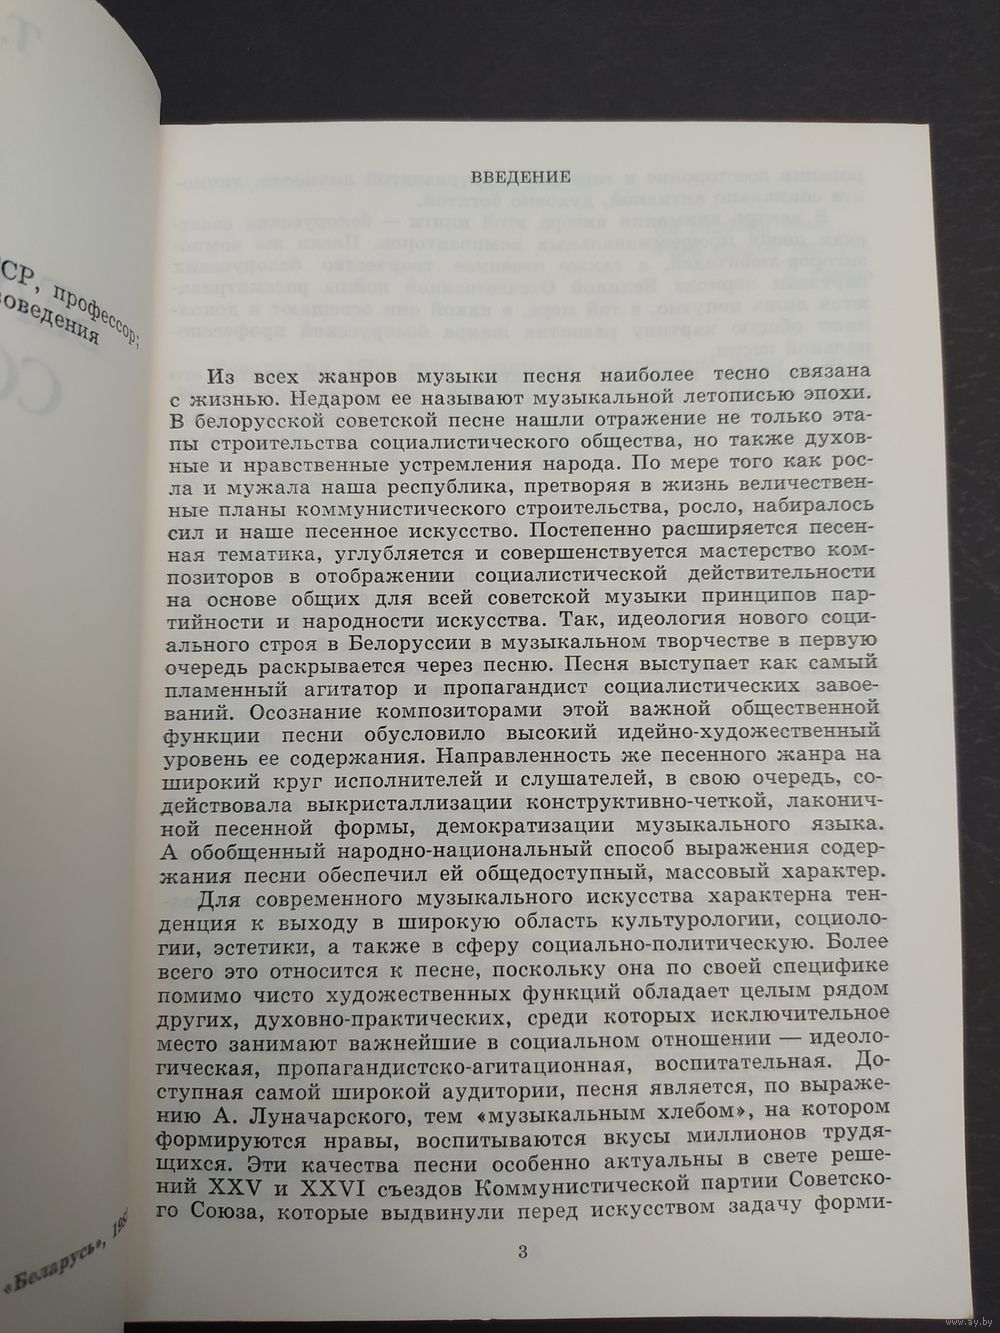 СР, профессор;
воведения
«Беларусь», 198
ВВЕДЕНИЕ
Из всех жанров музыки песня наиболее тесно связана
с жизнью. Недаром ее называют музыкальной летописью эпохи.
В белорусской советской песне нашли отражение не только эта-
пы строительства социалистического общества, но также духов-
ные и нравственные устремления народа. По мере того как рос-
ла и мужала наша республика, претворяя в жизнь величествен-
ные планы коммунистического строительства, росло, набиралось
сил и наше песенное искусство. Постепенно расширяется песен-
ная тематика, углубляется и совершенствуется мастерство ком-
позиторов в отображении социалистической действительности
на основе общих для всей советской музыки принципов пар-
тийности и народности искусства. Так, идеология нового соци-
ального строя в Белоруссии в музыкальном творчестве в первую
очередь раскрывается через песню. Песня выступает как самый
пламенный агитатор и пропагандист социалистических завое-
ваний. Осознание композиторами этой важной общественной
функции песни обусловило высокий идейно-художественный
уровень ее содержания. Направленность же песенного жанра на
широкий круг исполнителей и слушателей, в свою очередь, со-
действовала выкристаллизации конструктивно-четкой, лаконич-
ной песенной формы, демократизации музыкального языка.
А обобщенный народно-национальный способ выражения содер-
жания песни обеспечил ей общедоступный, массовый характер.
Для современного музыкального искусства характерна тен-
денция к выходу в широкую область культурологии, социоло-
гии, эстетики, а также в сферу социально-политическую. Более
всего это относится к песне, поскольку она по своей специфике
помимо чисто художественных функций обладает целым рядом
других, духовно-практических, среди которых исключительное
место занимают важнейшие в социальном отношении — идеоло-
гическая, пропагандистско-агитационная, воспитательная. До-
ступная самой широкой аудитории, песня является, по выраже-
нию А. Луначарского, тем «музыкальным хлебом», на котором
формируются нравы, воспитываются вкусы миллионов трудя-
щихся. Эти качества песни особенно актуальны в свете реше-
ний XXV и XXVI съездов Коммунистической партии Советско-
го Союза, которые выдвинули перед искусством задачу форми-
3
www.ay.by